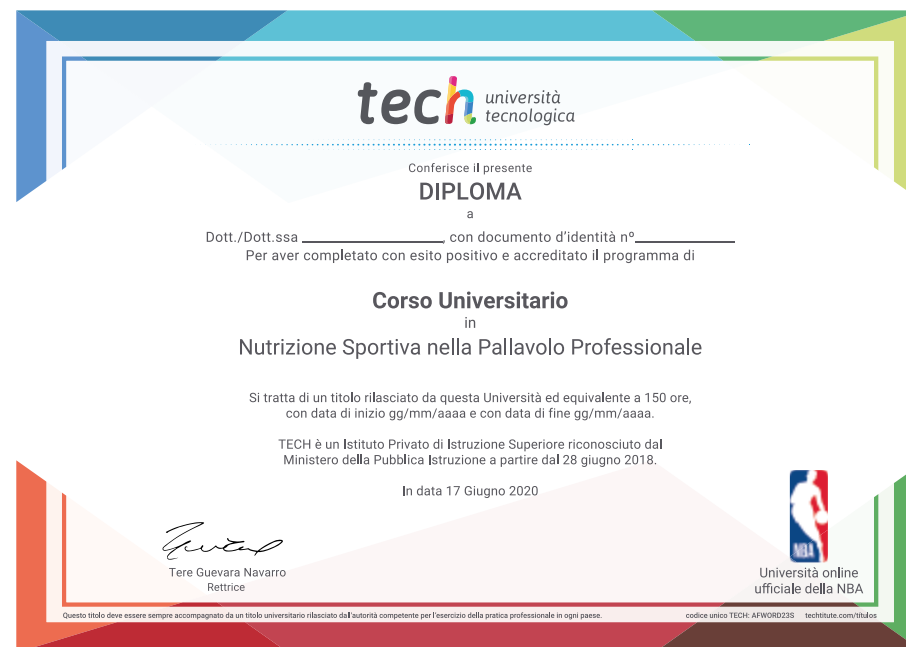 tech università
tecnologica
Conferisce il presente
DIPLOMA
a
Dott./Dott.ssa ____________________, con documento d'identità nº______________
Per aver completato con esito positivo e accreditato il programma di
Corso Universitario
in
Nutrizione Sportiva nella Pallavolo Professionale
Si tratta di un titolo rilasciato da questa Università ed equivalente a 150 ore,
con data di inizio gg/mm/aaaa e con data di fine gg/mm/aaaa.
TECH è un Istituto Privato di Istruzione Superiore riconosciuto dal
Ministero della Pubblica Istruzione a partire dal 28 giugno 2018.
In data 17 Giugno 2020
Tere Guevara Navarro
Rettrice
NBA
Università online
ufficiale della NBA
Questo titolo deve essere sempre accompagnato da un titolo universitario rilasciato dall'autorità competente per l'esercizio della pratica professionale in ogni paese.
codice unico TECH: AFWORD23S techtitute.com/titulos